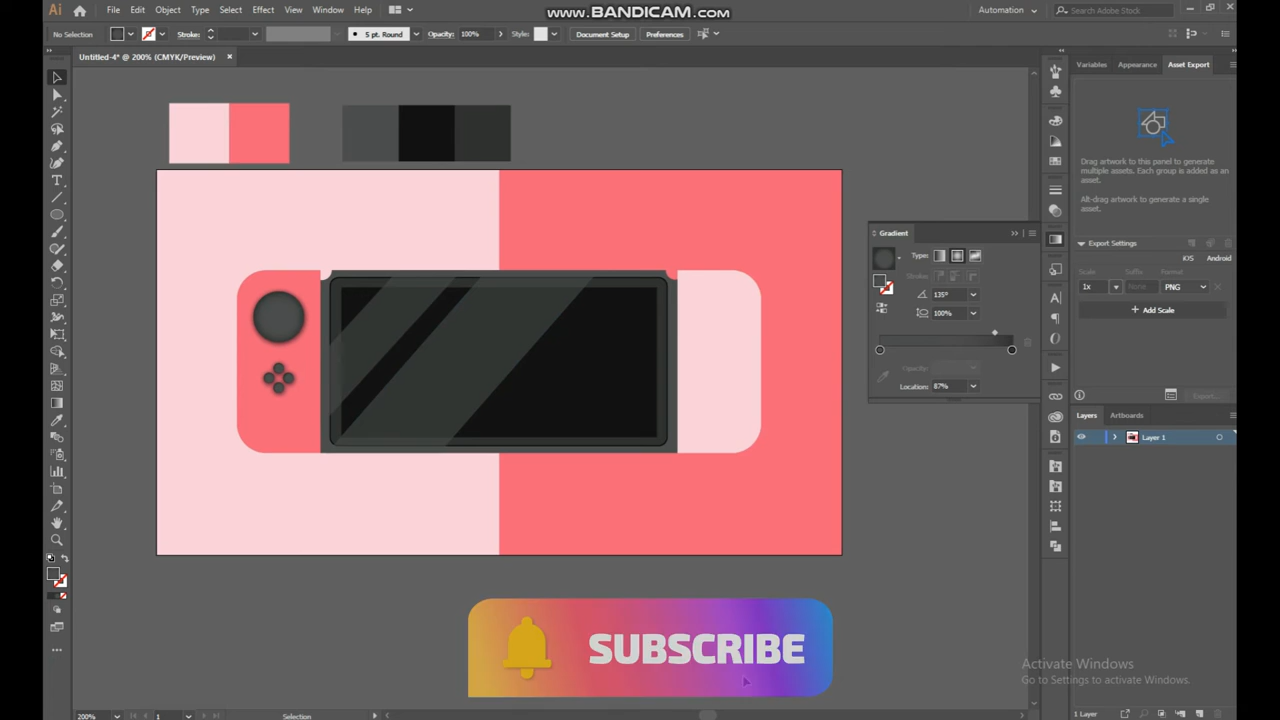 www.BANDICAM.com
Ai File Edit Object Type Select Effect View Window Help Automation Search Adobe Stock
No Selection Stroke: 5 pt. Round Opacity: 100% Style: Document Setup Preferences
Untitled-4* @ 200% (CMYK/Preview) ×
Variables Appearance Asset Export
Drag artwork to this panel to generate
multiple assets. Each group is added as an
asset.
Alt-drag artwork to generate a single
asset.
Export Settings
iOS Android
Scale Suffix Format
1x None PNG
+ Add Scale
Export...
Gradient
Type:
Stroke:
135°
100%
Opacity:
Location: 87%
Layers Artboards
Layer 1
SUBSCRIBE
Activate Windows
Go to Settings to activate Windows.
200% 1 Selection 1 Layer